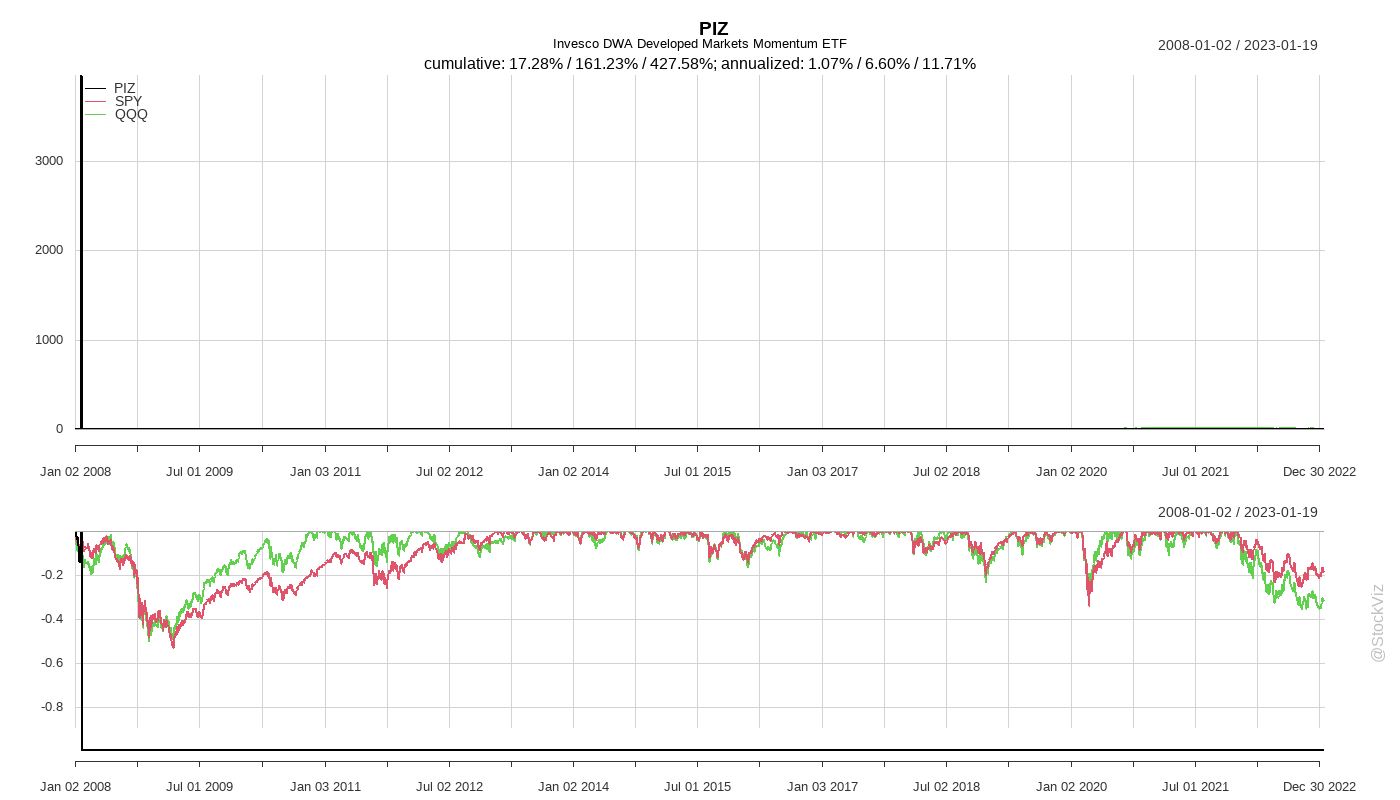 PIZ
Invesco DWA Developed Markets Momentum ETF
2008-01-02 / 2023-01-19
cumulative: 17.28% / 161.23% / 427.58%; annualized: 1.07% / 6.60% / 11.71%
PIZ
SPY
QQQ
3000
2000
1000
0
Jan 02 2008 Jul 01 2009 Jan 03 2011 Jul 02 2012 Jan 02 2014 Jul 01 2015 Jan 03 2017 Jul 02 2018 Jan 02 2020 Jul 01 2021 Dec 30 2022
2008-01-02 / 2023-01-19
-0.2
-0.4
-0.6
-0.8
Jan 02 2008 Jul 01 2009 Jan 03 2011 Jul 02 2012 Jan 02 2014 Jul 01 2015 Jan 03 2017 Jul 02 2018 Jan 02 2020 Jul 01 2021 Dec 30 2022
@StockViz